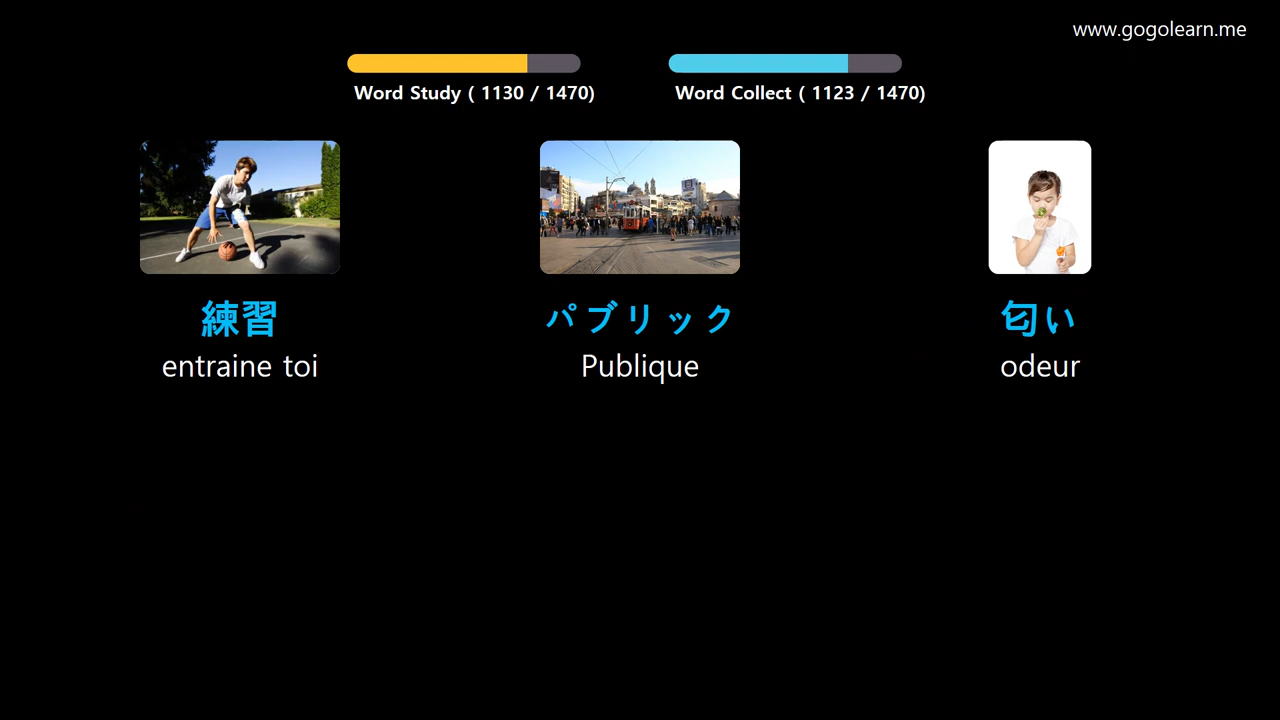 www.gogolearn.me
Word Study ( 1130 / 1470)
Word Collect ( 1123 / 1470)
練習
entraine toi
パブリック
Publique
匂い
odeur